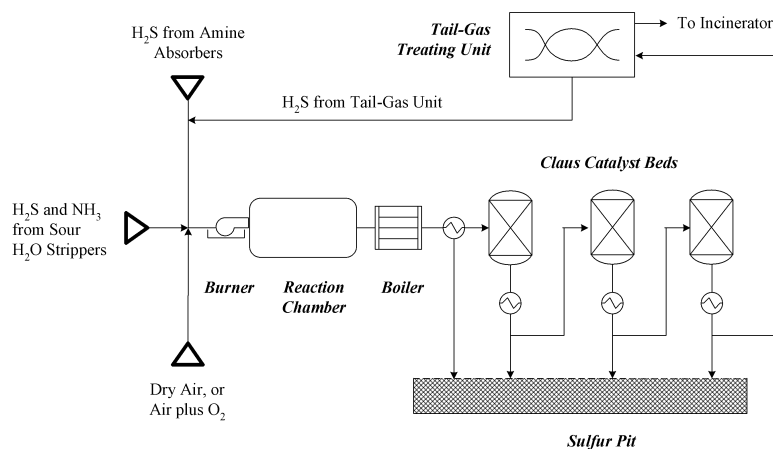 Tail-Gas
Treating Unit
To Incinerator
H₂S from Amine
Absorbers
H₂S from Tail-Gas Unit
Claus Catalyst Beds
H₂S and NH₃
from Sour
H₂O Strippers
Burner
Reaction
Chamber
Boiler
Dry Air, or
Air plus O₂
Sulfur Pit